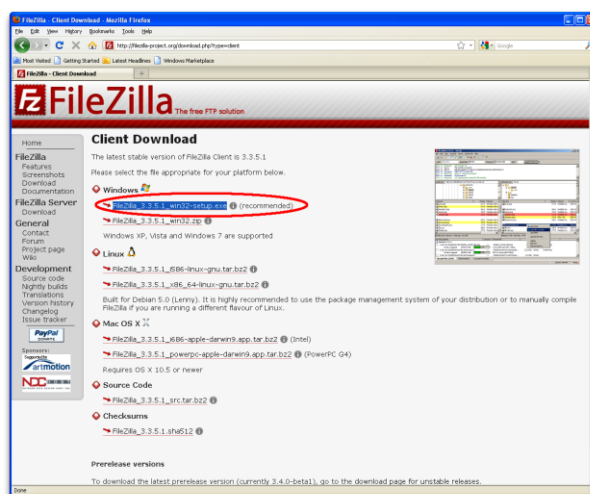 FileZilla - Client Download - Mozilla Firefox
File Edit View History Bookmarks Tools Help
http://filezilla-project.org/download.php?type=client
Google
Most Visited Getting Started Latest Headlines Windows Marketplace
FileZilla - Client Download
FileZilla The free FTP solution
Home
FileZilla
Features
Screenshots
Download
Documentation
FileZilla Server
Download
General
Contact
Forum
Project page
Wiki
Development
Source code
Nightly builds
Translations
Version history
Changelog
Issue tracker
PayPal
DONATE
Sponsors:
Supported by
artmotion
NDC
Client Download
The latest stable version of FileZilla Client is 3.3.5.1
Please select the file appropriate for your platform below.
Windows
FileZilla_3.3.5.1_win32-setup.exe (recommended)
FileZilla_3.3.5.1_win32.zip
Windows XP, Vista and Windows 7 are supported
Linux
FileZilla_3.3.5.1_i586-linux-gnu.tar.bz2
FileZilla_3.3.5.1_x86_64-linux-gnu.tar.bz2
Built for Debian 5.0 (Lenny). It is highly recommended to use the package management system of your distribution or to manually compile
FileZilla if you are running a different flavour of Linux.
Mac OS X
FileZilla_3.3.5.1_i686-apple-darwin9.app.tar.bz2 (Intel)
FileZilla_3.3.5.1_powerpc-apple-darwin9.app.tar.bz2 (PowerPC G4)
Requires OS X 10.5 or newer
Source Code
FileZilla_3.3.5.1_src.tar.bz2
Checksums
FileZilla_3.3.5.1.sha512
Prerelease versions
To download the latest prerelease version (currently 3.4.0-beta1), go to the download page for unstable releases.
Done